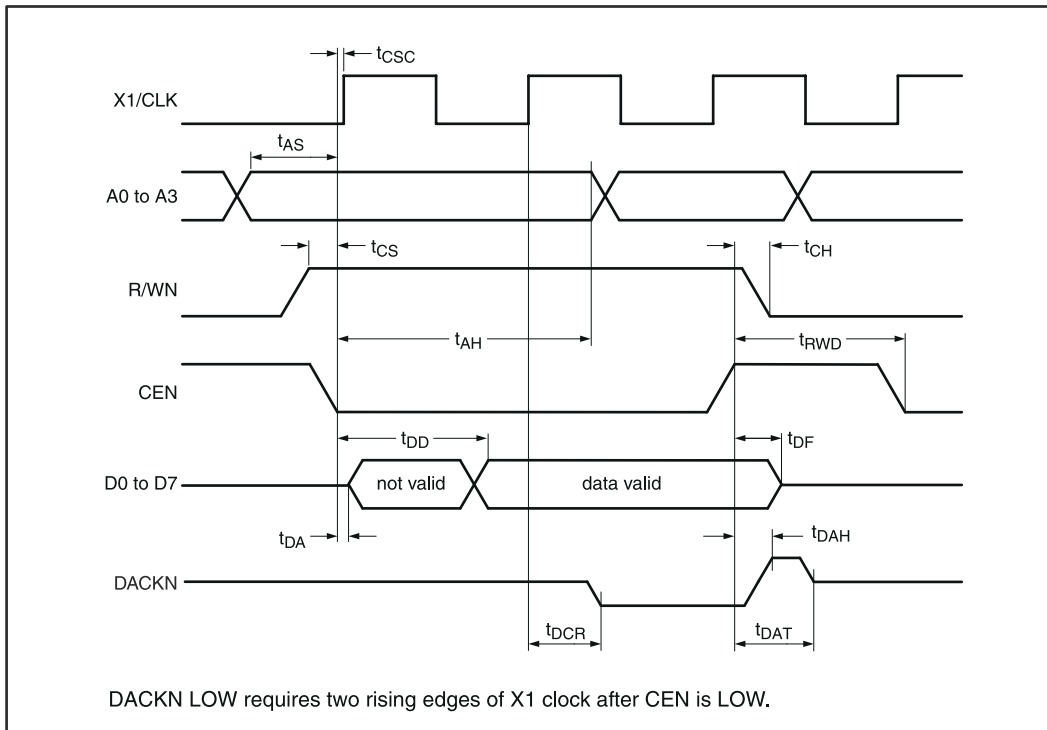 tCSC
X1/CLK
tAS
A0 to A3
tCS
tCH
R/WN
tAH
tRWD
CEN
tDD
tDF
D0 to D7
not valid
data valid
tDA
tDAH
DACKN
tDCR
tDAT
DACKN LOW requires two rising edges of X1 clock after CEN is LOW.